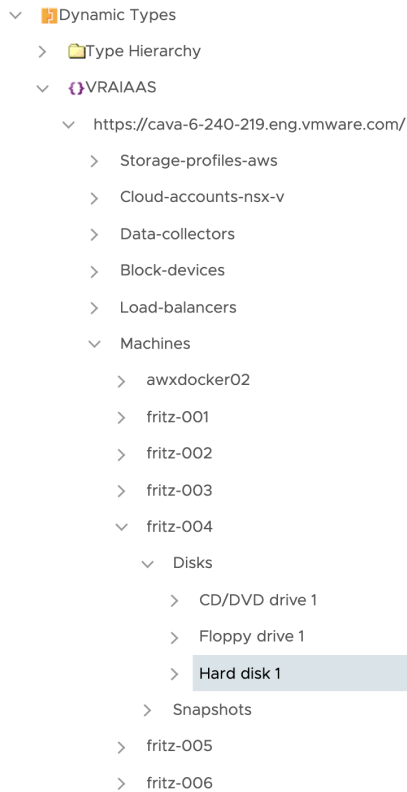 Dynamic Types
Type Hierarchy
{}VRAIAAS
https://cava-6-240-219.eng.vmware.com/
Storage-profiles-aws
Cloud-accounts-nsx-v
Data-collectors
Block-devices
Load-balancers
Machines
awxdocker02
fritz-001
fritz-002
fritz-003
fritz-004
Disks
CD/DVD drive 1
Floppy drive 1
Hard disk 1
Snapshots
fritz-005
fritz-006